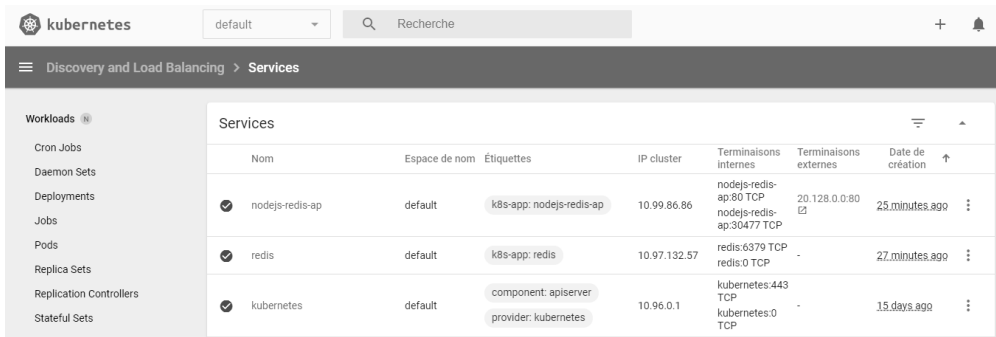 kubernetes
default
Recherche
Discovery and Load Balancing > Services
Workloads N
Cron Jobs
Daemon Sets
Deployments
Jobs
Pods
Replica Sets
Replication Controllers
Stateful Sets
Services
Nom Espace de nom Étiquettes IP cluster Terminaisons internes Terminaisons externes Date de création
nodejs-redis-ap default k8s-app: nodejs-redis-ap 10.99.86.86 nodejs-redis-ap:80 TCP nodejs-redis-ap:30477 TCP 20.128.0.0:80 25 minutes ago
redis default k8s-app: redis 10.97.132.57 redis:6379 TCP redis:0 TCP - 27 minutes ago
kubernetes default component: apiserver provider: kubernetes 10.96.0.1 kubernetes:443 TCP kubernetes:0 TCP - 15 days ago